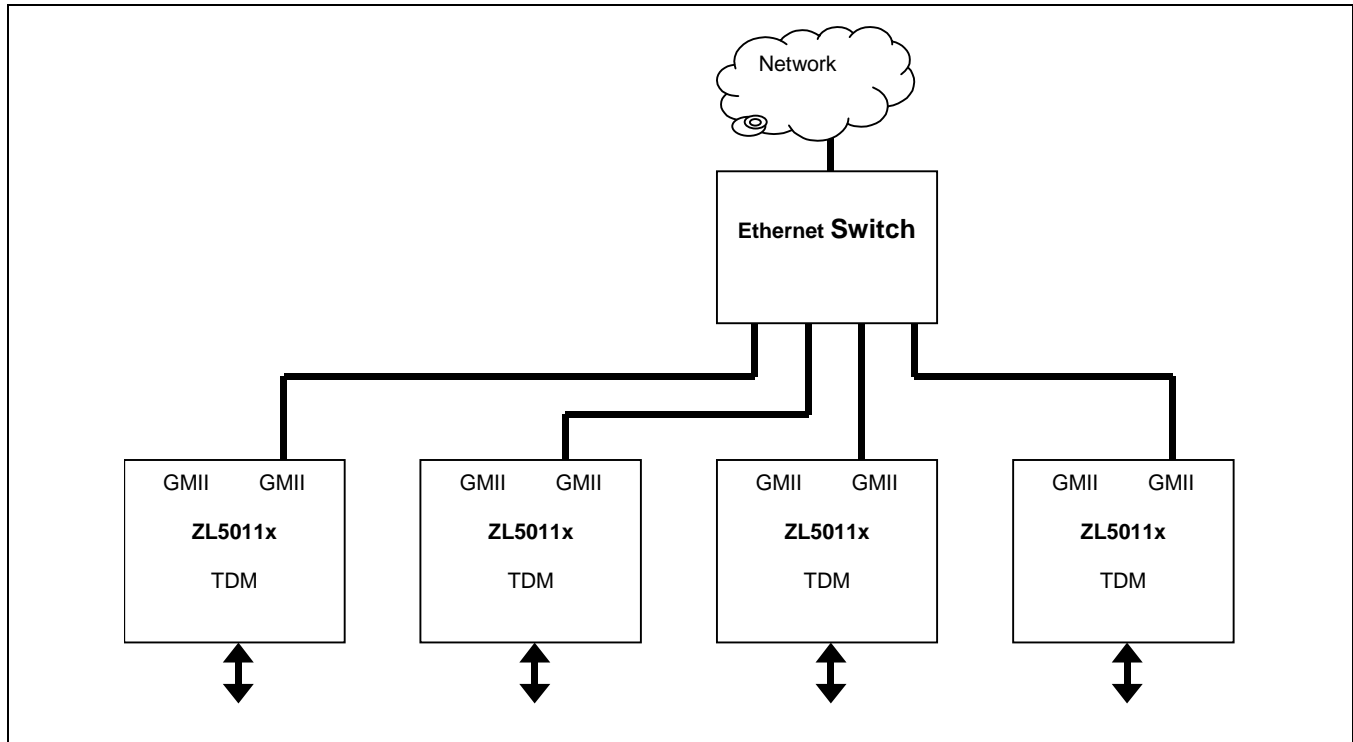 Network
Ethernet Switch
GMII GMII
ZL5011x
TDM
GMII GMII
ZL5011x
TDM
GMII GMII
ZL5011x
TDM
GMII GMII
ZL5011x
TDM